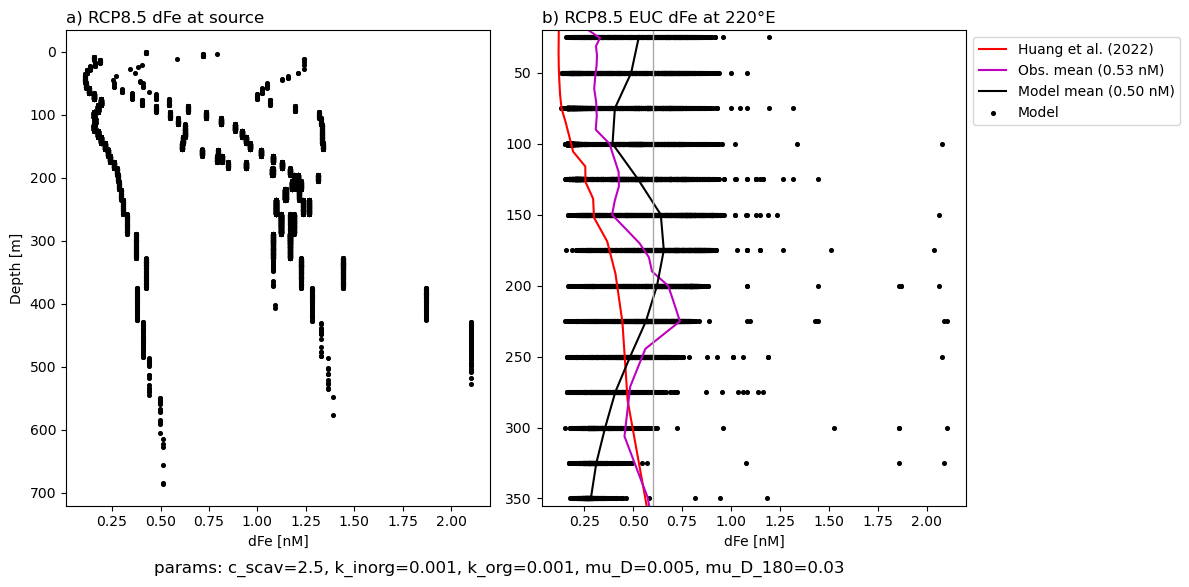 a) RCP8.5 dFe at source
0
100
200
300
400
500
600
700
Depth [m]
0.25 0.50 0.75 1.00 1.25 1.50 1.75 2.00
dFe [nM]
b) RCP8.5 EUC dFe at 220°E
50
100
150
200
250
300
350
0.25 0.50 0.75 1.00 1.25 1.50 1.75 2.00
dFe [nM]
Huang et al. (2022)
Obs. mean (0.53 nM)
Model mean (0.50 nM)
Model
params: c_scav=2.5, k_inorg=0.001, k_org=0.001, mu_D=0.005, mu_D_180=0.03